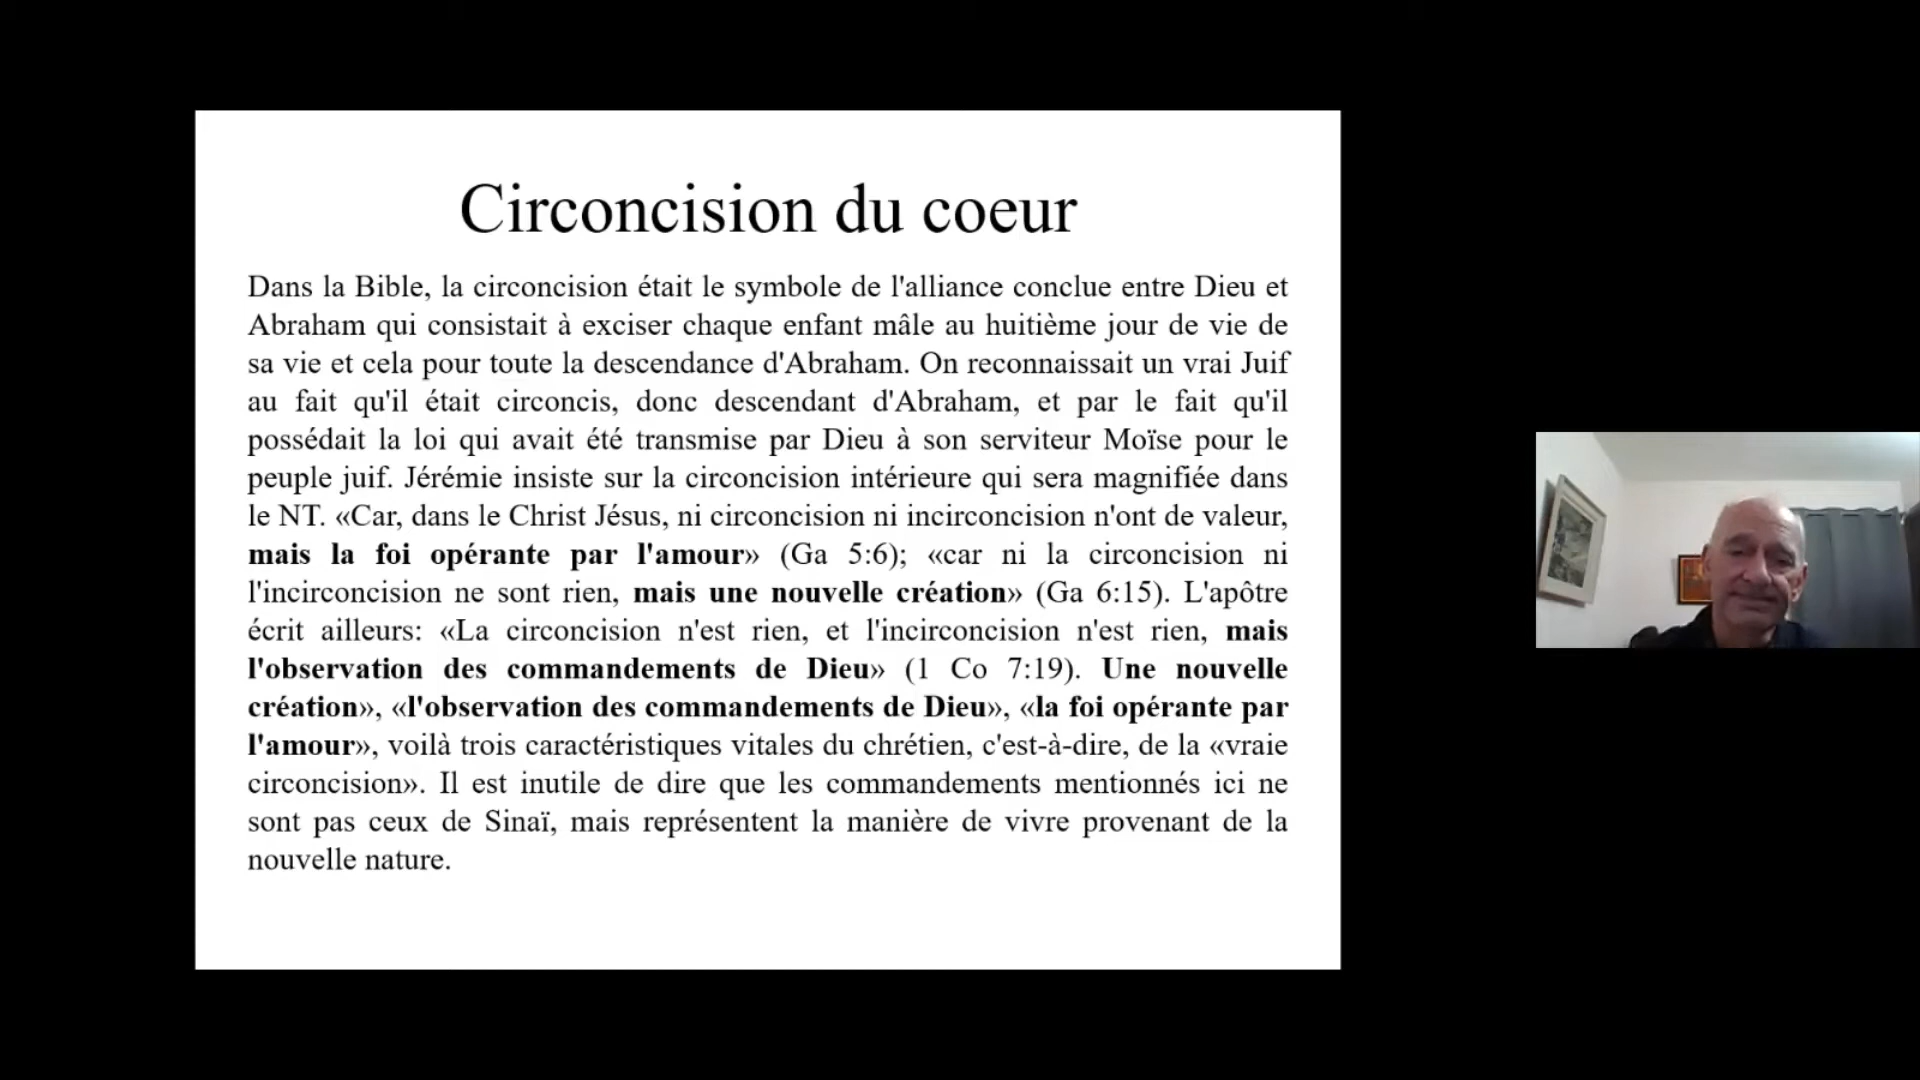 Circoncision du coeur
Dans la Bible, la circoncision était le symbole de l'alliance conclue entre Dieu et
Abraham qui consistait à exciser chaque enfant mâle au huitième jour de vie de
sa vie et cela pour toute la descendance d'Abraham. On reconnaissait un vrai Juif
au fait qu'il était circoncis, donc descendant d'Abraham, et par le fait qu'il
possédait la loi qui avait été transmise par Dieu à son serviteur Moïse pour le
peuple juif. Jérémie insiste sur la circoncision intérieure qui sera magnifiée dans
le NT. «Car, dans le Christ Jésus, ni circoncision ni incirconcision n'ont de valeur,
mais la foi opérante par l'amour» (Ga 5:6); «car ni la circoncision ni
l'incirconcision ne sont rien, mais une nouvelle création» (Ga 6:15). L'apôtre
écrit ailleurs: «La circoncision n'est rien, et l'incirconcision n'est rien, mais
l'observation des commandements de Dieu» (1 Co 7:19). Une nouvelle
création», «l'observation des commandements de Dieu», «la foi opérante par
l'amour», voilà trois caractéristiques vitales du chrétien, c'est-à-dire, de la «vraie
circoncision». Il est inutile de dire que les commandements mentionnés ici ne
sont pas ceux de Sinaï, mais représentent la manière de vivre provenant de la
nouvelle nature.